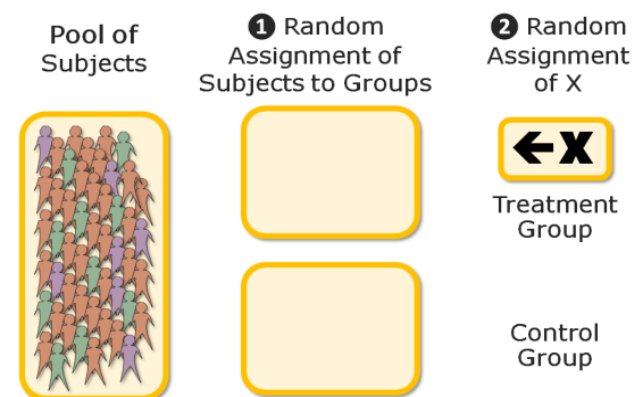 Pool of
Subjects
❶ Random
Assignment of
Subjects to Groups
❷ Random
Assignment
of X
←X
Treatment
Group
Control
Group